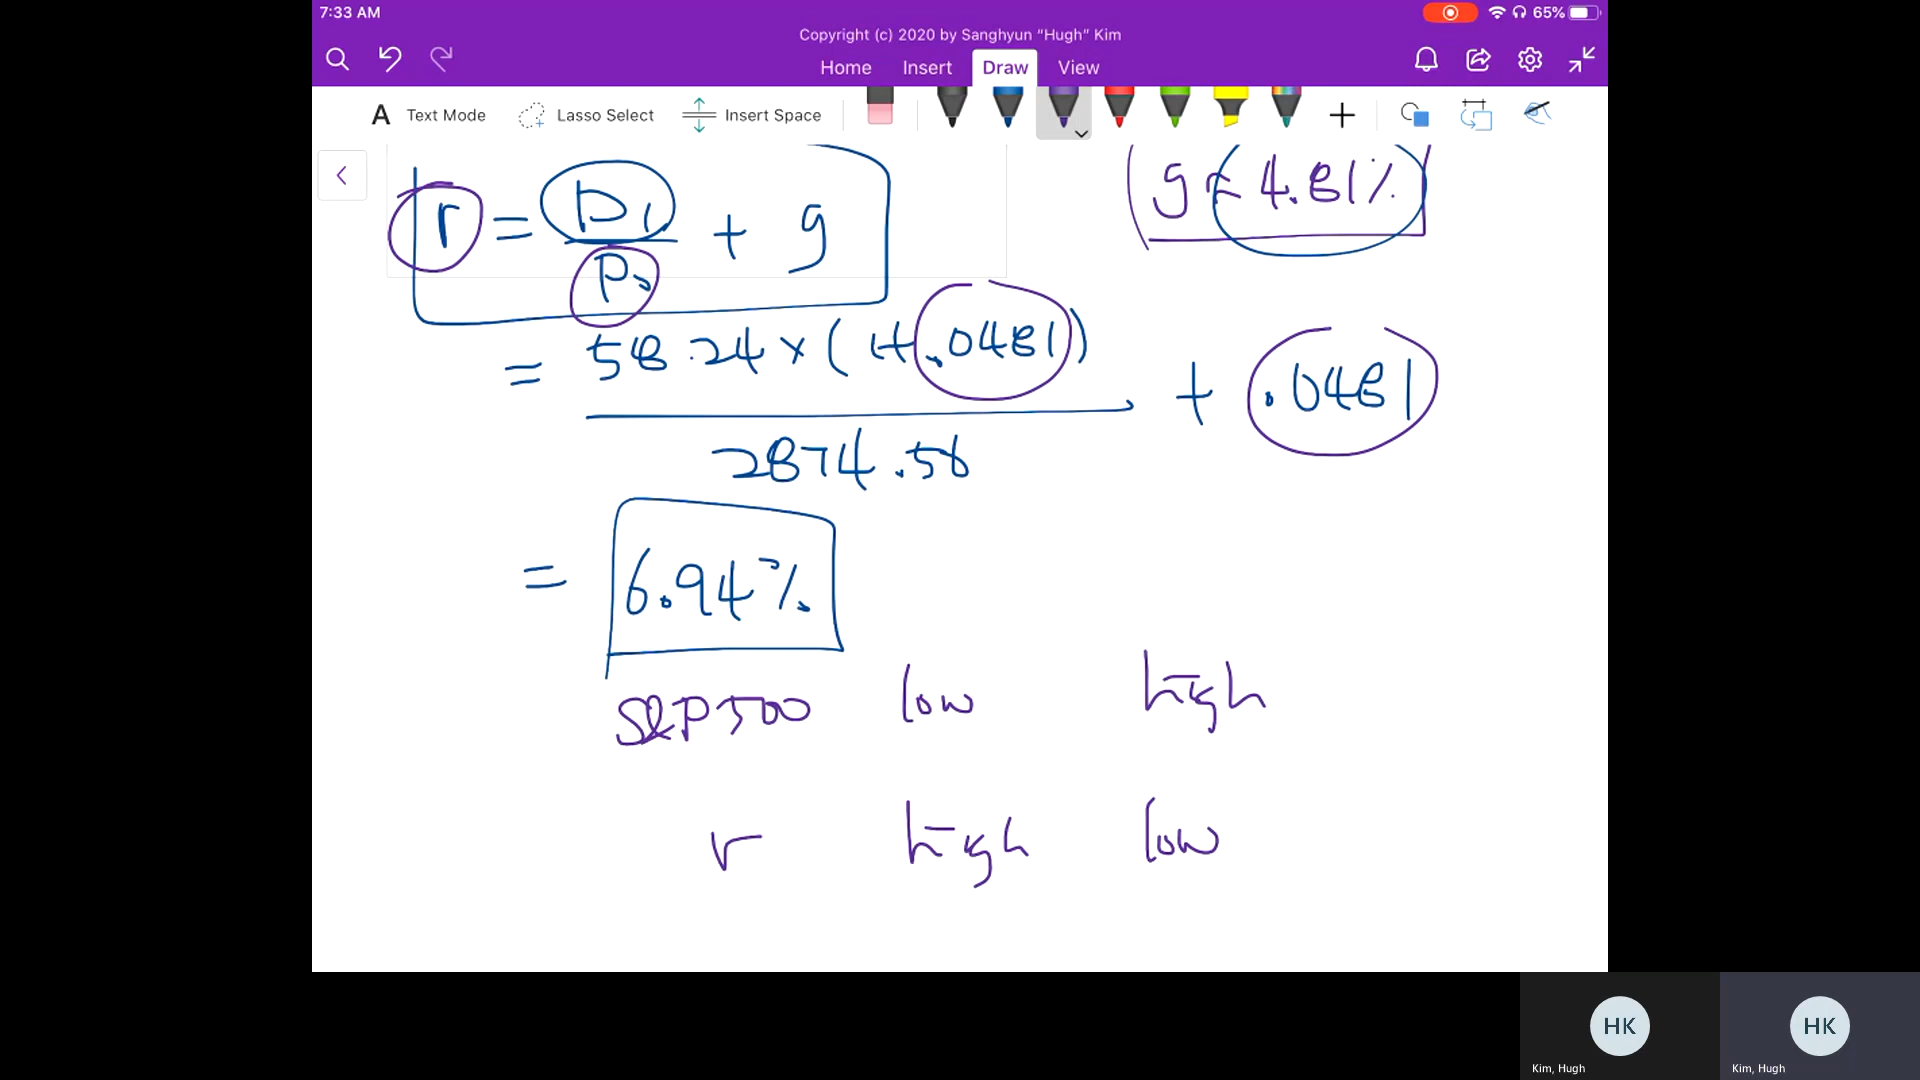 7:33 AM
65%
Copyright (c) 2020 by Sanghyun “Hugh” Kim
Home Insert Draw View
A Text Mode Lasso Select Insert Space
r = D₁ / P₀ + g
g = 4.81%
= 58.24 × (1+.0481) / 2874.56 + .0481
= 6.94%
S&P500 low high
r high low
HK HK
Kim, Hugh Kim, Hugh